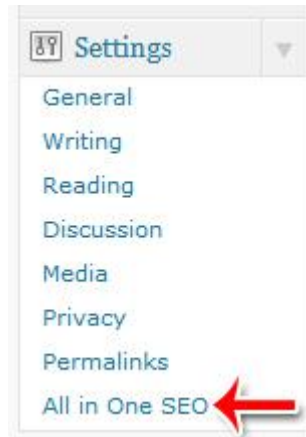 Settings
General
Writing
Reading
Discussion
Media
Privacy
Permalinks
All in One SEO